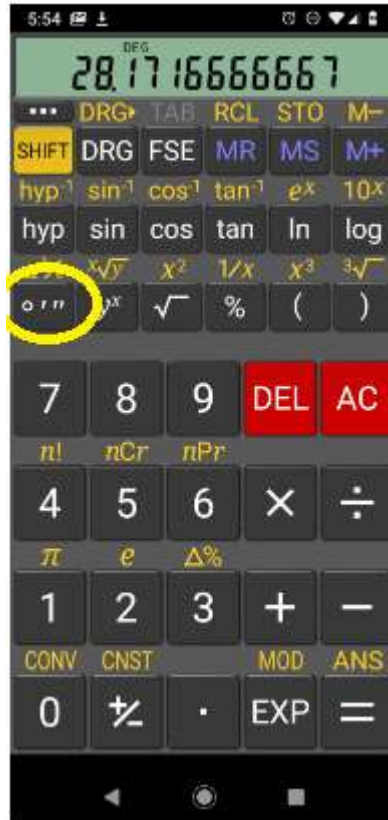 5:54
DEG
28.1716666667
... DRG▸ TAB RCL STO M-
SHIFT DRG FSE MR MS M+
hyp⁻¹ sin⁻¹ cos⁻¹ tan⁻¹ eˣ 10ˣ
hyp sin cos tan ln log
ˣ√y x² 1/x x³ ³√‾
° ' " yˣ √‾ % ( )
7 8 9 DEL AC
n! nCr nPr
4 5 6 × ÷
π e Δ%
1 2 3 + −
CONV CNST MOD ANS
0 +/- . EXP =